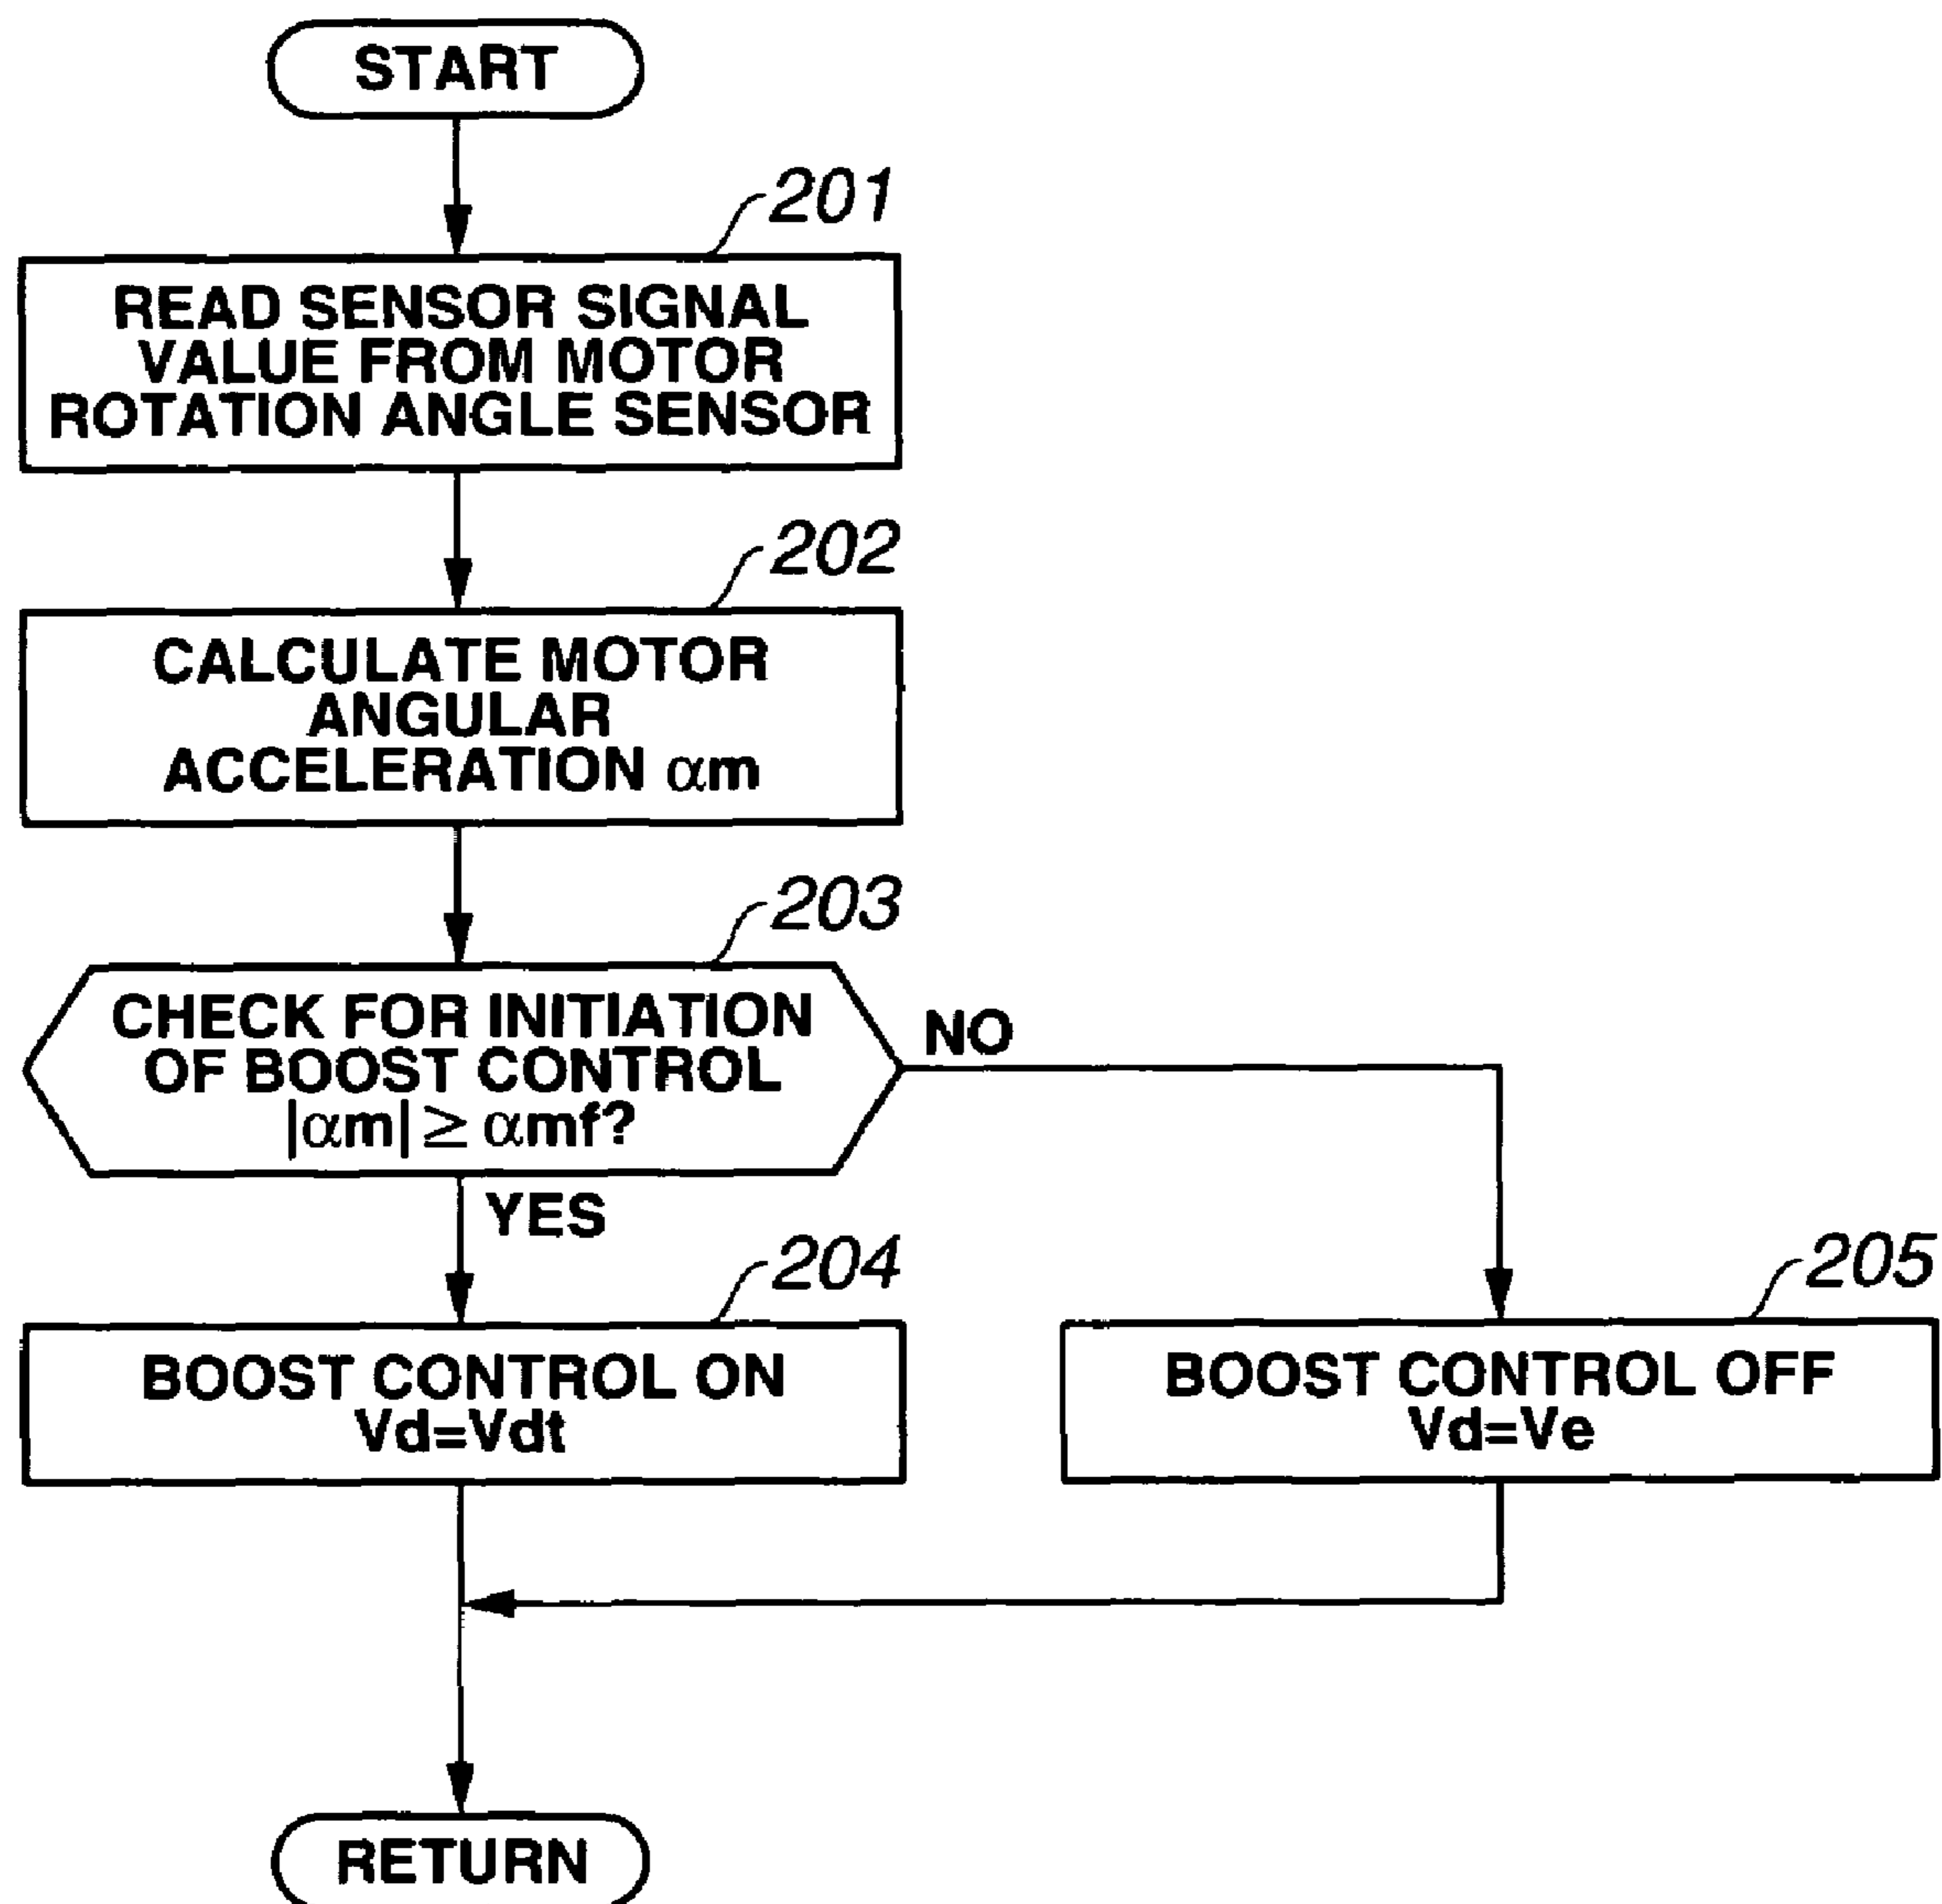 START
201
READ SENSOR SIGNAL
VALUE FROM MOTOR
ROTATION ANGLE SENSOR
202
CALCULATE MOTOR
ANGULAR
ACCELERATION αm
203
CHECK FOR INITIATION
OF BOOST CONTROL
|αm| ≥ αmf?
NO
YES
204
BOOST CONTROL ON
Vd=Vdt
205
BOOST CONTROL OFF
Vd=Ve
RETURN